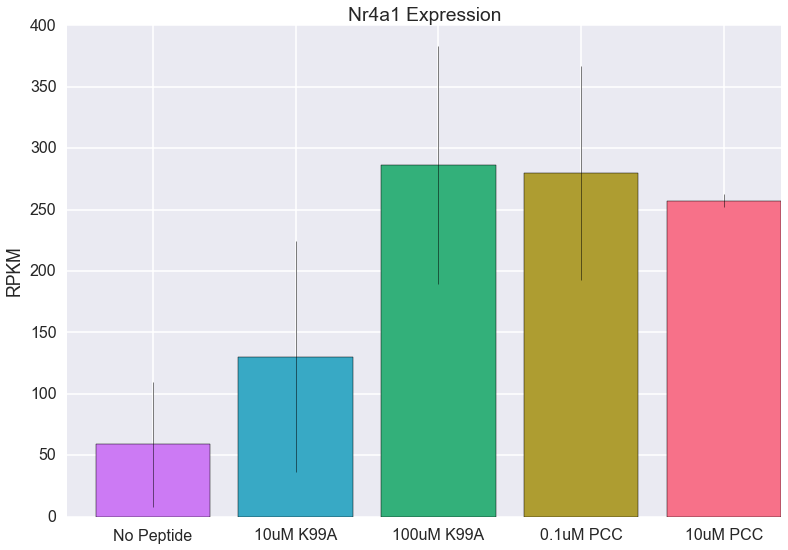 Nr4a1 Expression
400
350
300
250
200
150
100
50
0
RPKM
No Peptide
10uM K99A
100uM K99A
0.1uM PCC
10uM PCC